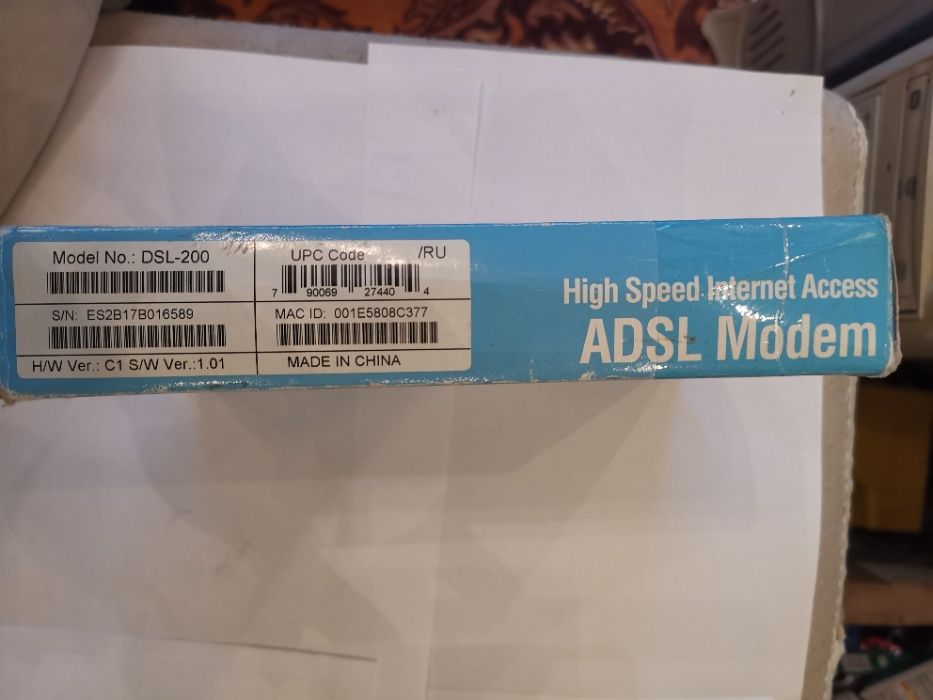 Model No.: DSL-200
S/N: ES2B17B016589
H/W Ver.: C1 S/W Ver.:1.01
UPC Code /RU
7 90069 27440 4
MAC ID: 001E5808C377
MADE IN CHINA
High Speed Internet Access
ADSL Modem